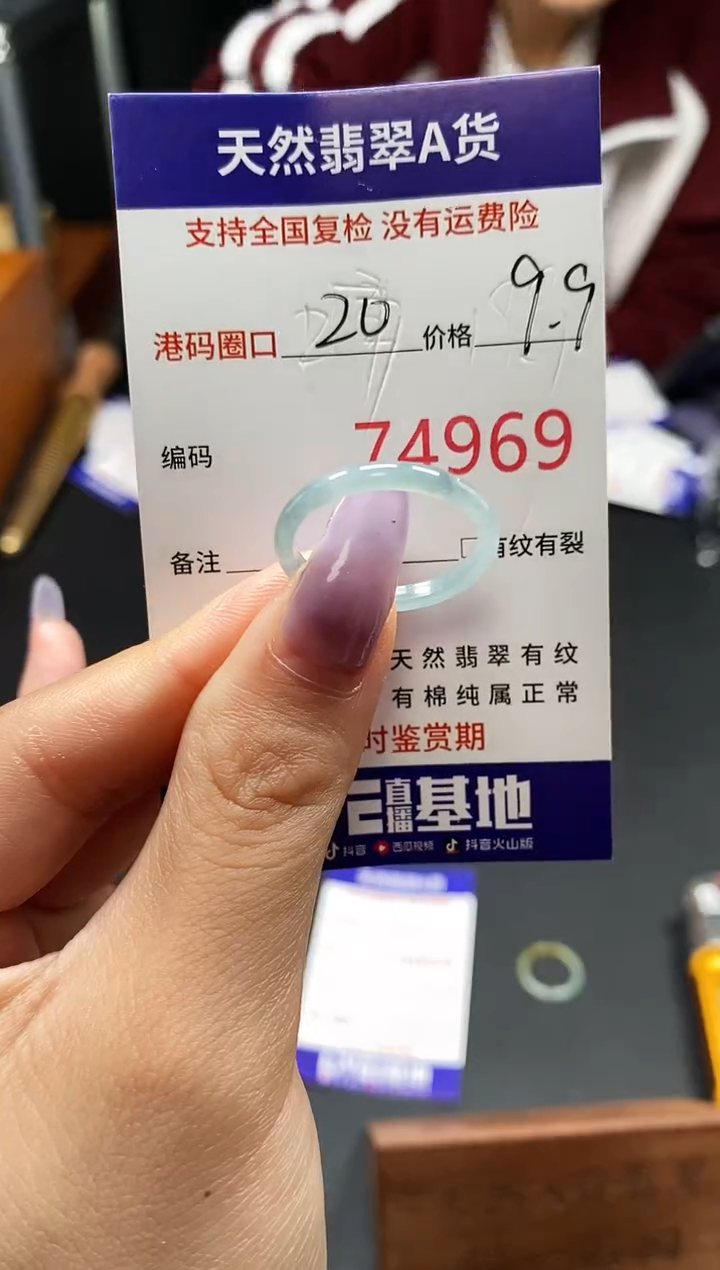 天然翡翠A货
支持全国复检 没有运费险
港码圈口 20 价格 9.9
编码 74969
备注 有纹有裂
天然翡翠有纹
有棉纯属正常
时鉴赏期
直播基地
抖音 西瓜视频 抖音火山版